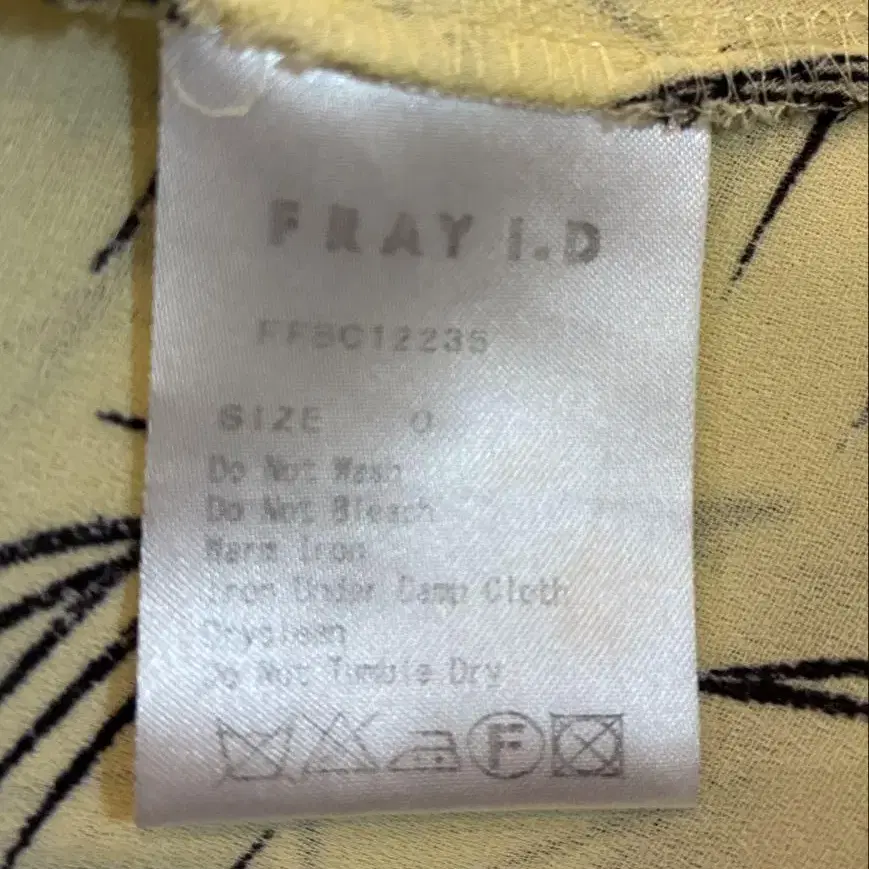 FRAY I.D
SIZE 0
Do Not Wash
Do Not Bleach
Warm Iron
Iron Under Damp Cloth
Dryclean
Do Not Tumble Dry
F